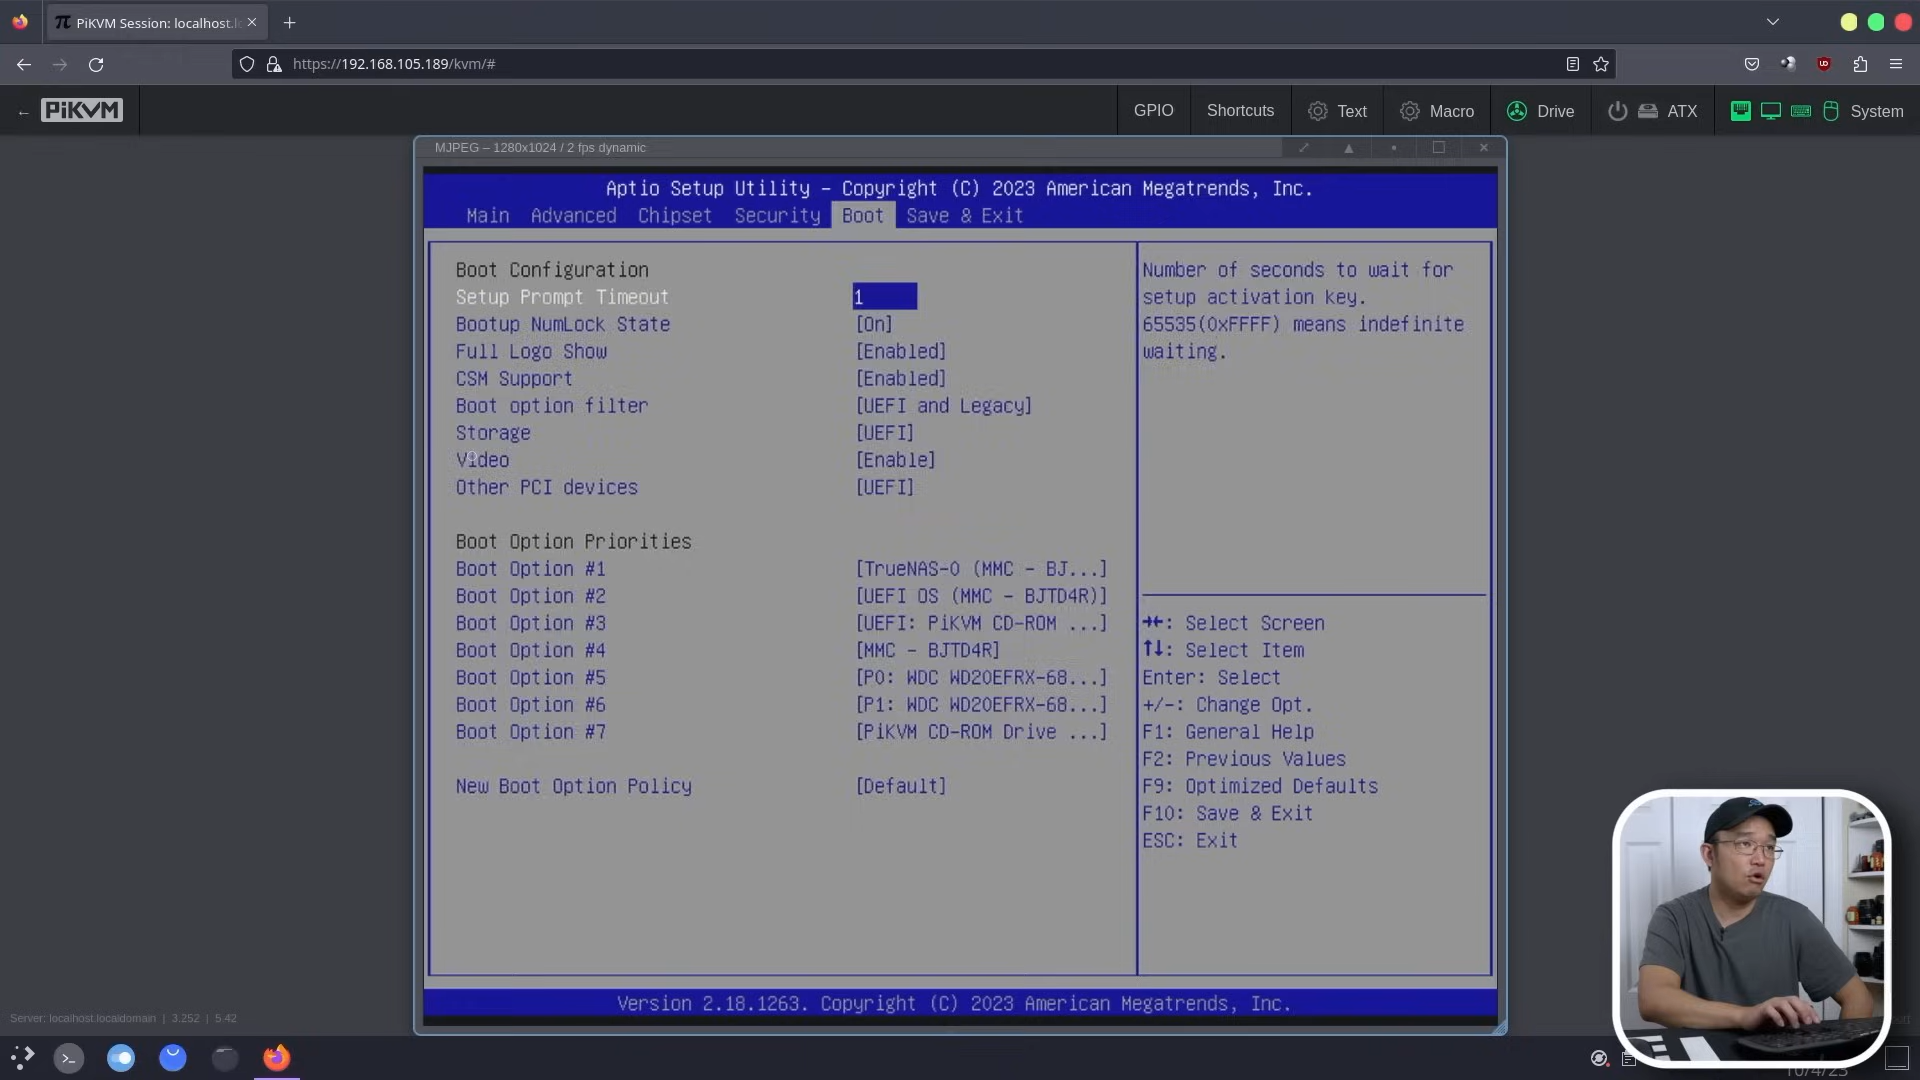 PiKVM Session: localhost.lo
https://192.168.105.189/kvm/#
PiKVM
GPIO Shortcuts Text Macro Drive ATX System
MJPEG – 1280x1024 / 2 fps dynamic
Aptio Setup Utility – Copyright (C) 2023 American Megatrends, Inc.
Main Advanced Chipset Security Boot Save & Exit
Boot Configuration
Setup Prompt Timeout 1
Bootup NumLock State [On]
Full Logo Show [Enabled]
CSM Support [Enabled]
Boot option filter [UEFI and Legacy]
Storage [UEFI]
Video [Enable]
Other PCI devices [UEFI]
Boot Option Priorities
Boot Option #1 [TrueNAS-0 (MMC – BJ...]
Boot Option #2 [UEFI OS (MMC – BJTD4R)]
Boot Option #3 [UEFI: PiKVM CD-ROM ...]
Boot Option #4 [MMC – BJTD4R]
Boot Option #5 [P0: WDC WD20EFRX-68...]
Boot Option #6 [P1: WDC WD20EFRX-68...]
Boot Option #7 [PiKVM CD-ROM Drive ...]
New Boot Option Policy [Default]
Number of seconds to wait for
setup activation key.
65535(0xFFFF) means indefinite
waiting.
→←: Select Screen
↑↓: Select Item
Enter: Select
+/-: Change Opt.
F1: General Help
F2: Previous Values
F9: Optimized Defaults
F10: Save & Exit
ESC: Exit
Version 2.18.1263. Copyright (C) 2023 American Megatrends, Inc.
Server: localhost.localdomain | 3.252 | 5.42
10/4/23